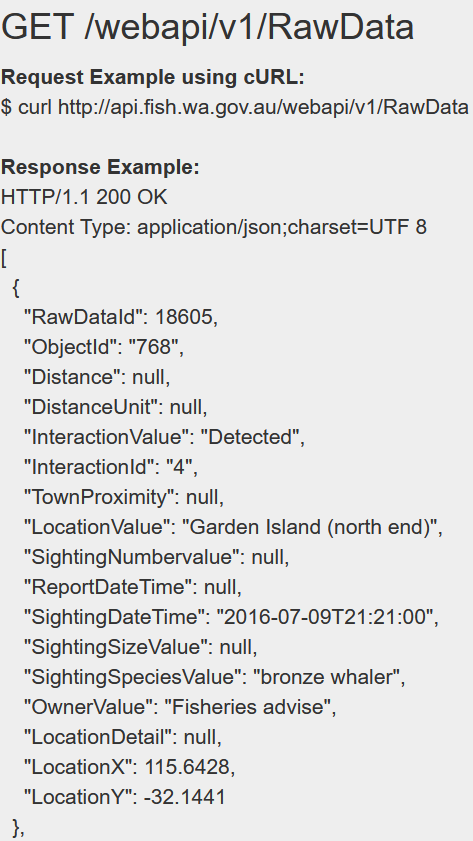 GET /webapi/v1/RawData
Request Example using cURL:
$ curl http://api.fish.wa.gov.au/webapi/v1/RawData
Response Example:
HTTP/1.1 200 OK
Content Type: application/json;charset=UTF 8
[
{
"RawDataId": 18605,
"ObjectId": "768",
"Distance": null,
"DistanceUnit": null,
"InteractionValue": "Detected",
"InteractionId": "4",
"TownProximity": null,
"LocationValue": "Garden Island (north end)",
"SightingNumbervalue": null,
"ReportDateTime": null,
"SightingDateTime": "2016-07-09T21:21:00",
"SightingSizeValue": null,
"SightingSpeciesValue": "bronze whaler",
"OwnerValue": "Fisheries advise",
"LocationDetail": null,
"LocationX": 115.6428,
"LocationY": -32.1441
},